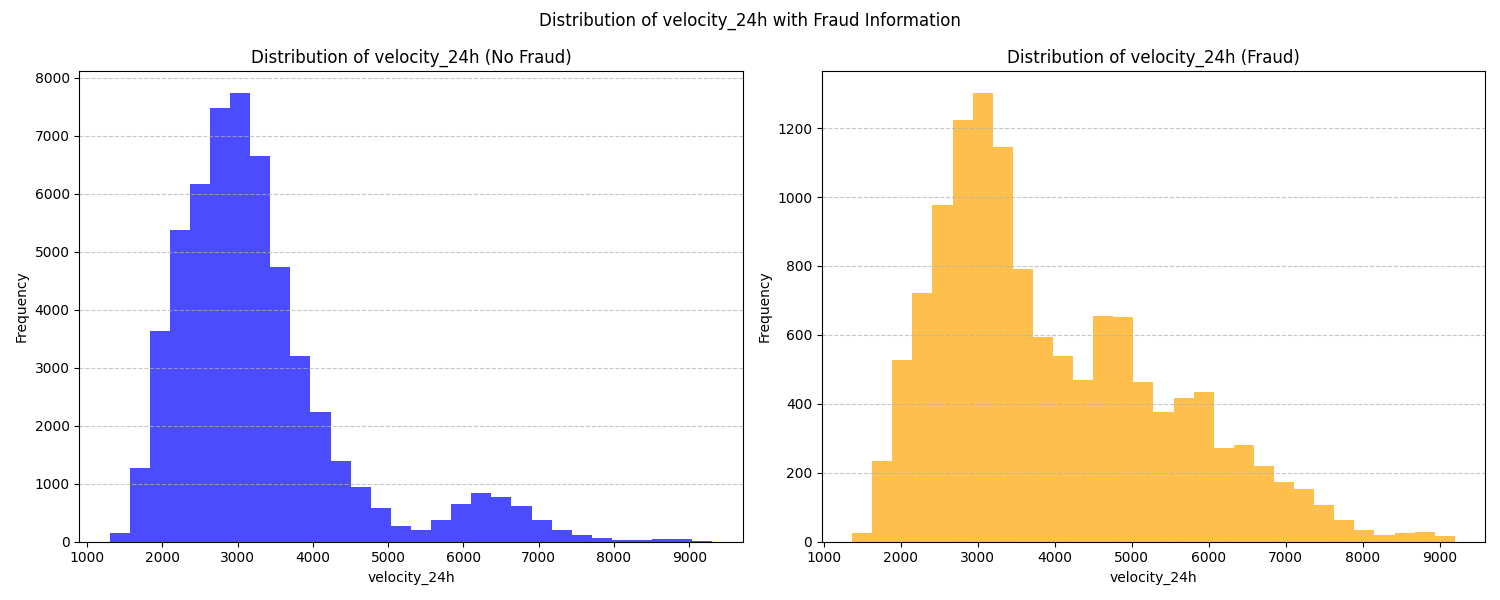 Distribution of velocity_24h with Fraud Information
Distribution of velocity_24h (No Fraud)
8000
7000
6000
5000
4000
3000
2000
1000
0
Frequency
1000 2000 3000 4000 5000 6000 7000 8000 9000
velocity_24h
Distribution of velocity_24h (Fraud)
1200
1000
800
600
400
200
0
Frequency
1000 2000 3000 4000 5000 6000 7000 8000 9000
velocity_24h